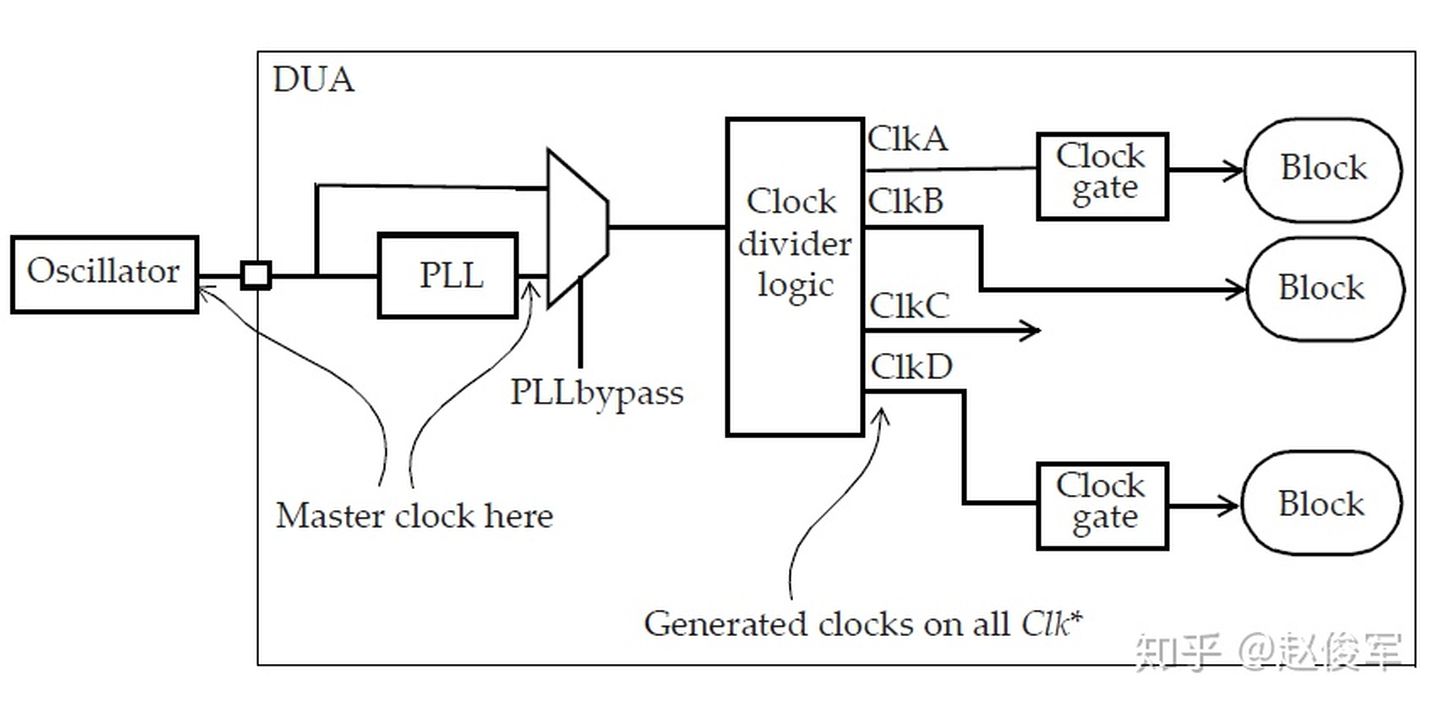 DUA
ClkA
Clock
gate
Block
ClkB
Clock
divider
logic
Oscillator
PLL
Block
ClkC
ClkD
PLLbypass
Clock
gate
Block
Master clock here
Generated clocks on all Clk*
知乎 @赵俊军